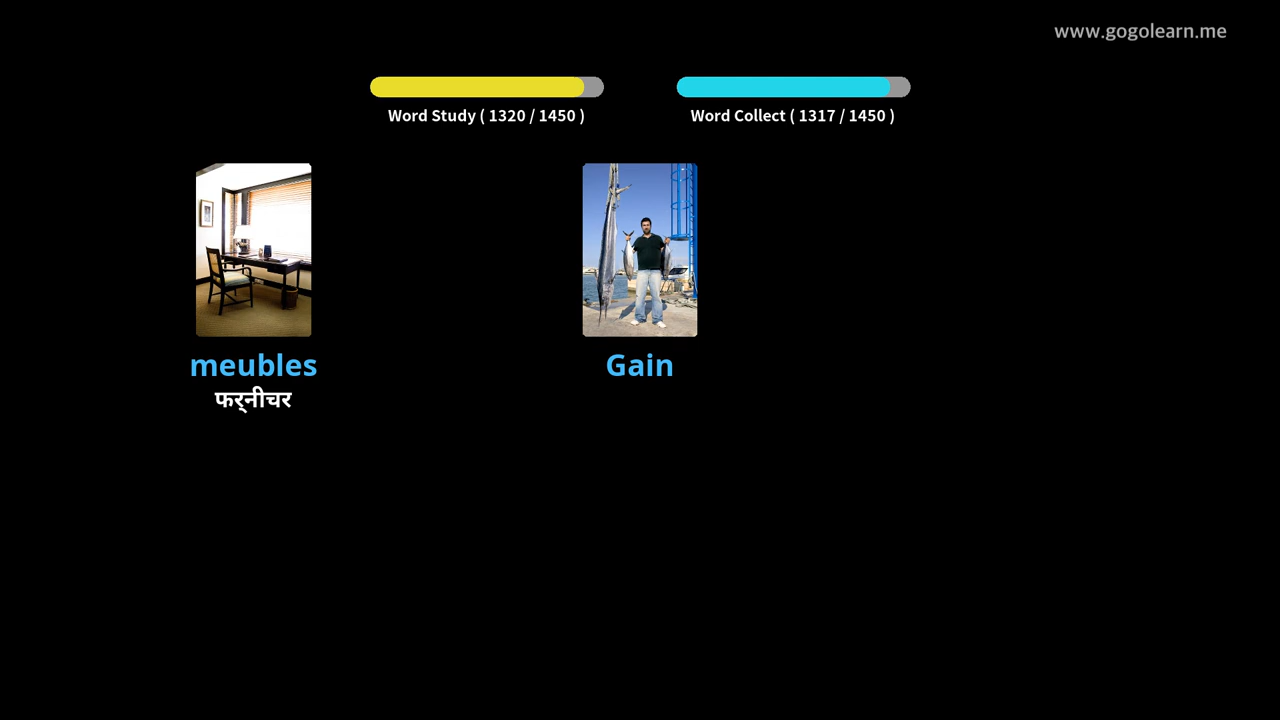 www.gogolearn.me
Word Study ( 1320 / 1450 )
Word Collect ( 1317 / 1450 )
meubles
Gain
फर्नीचर